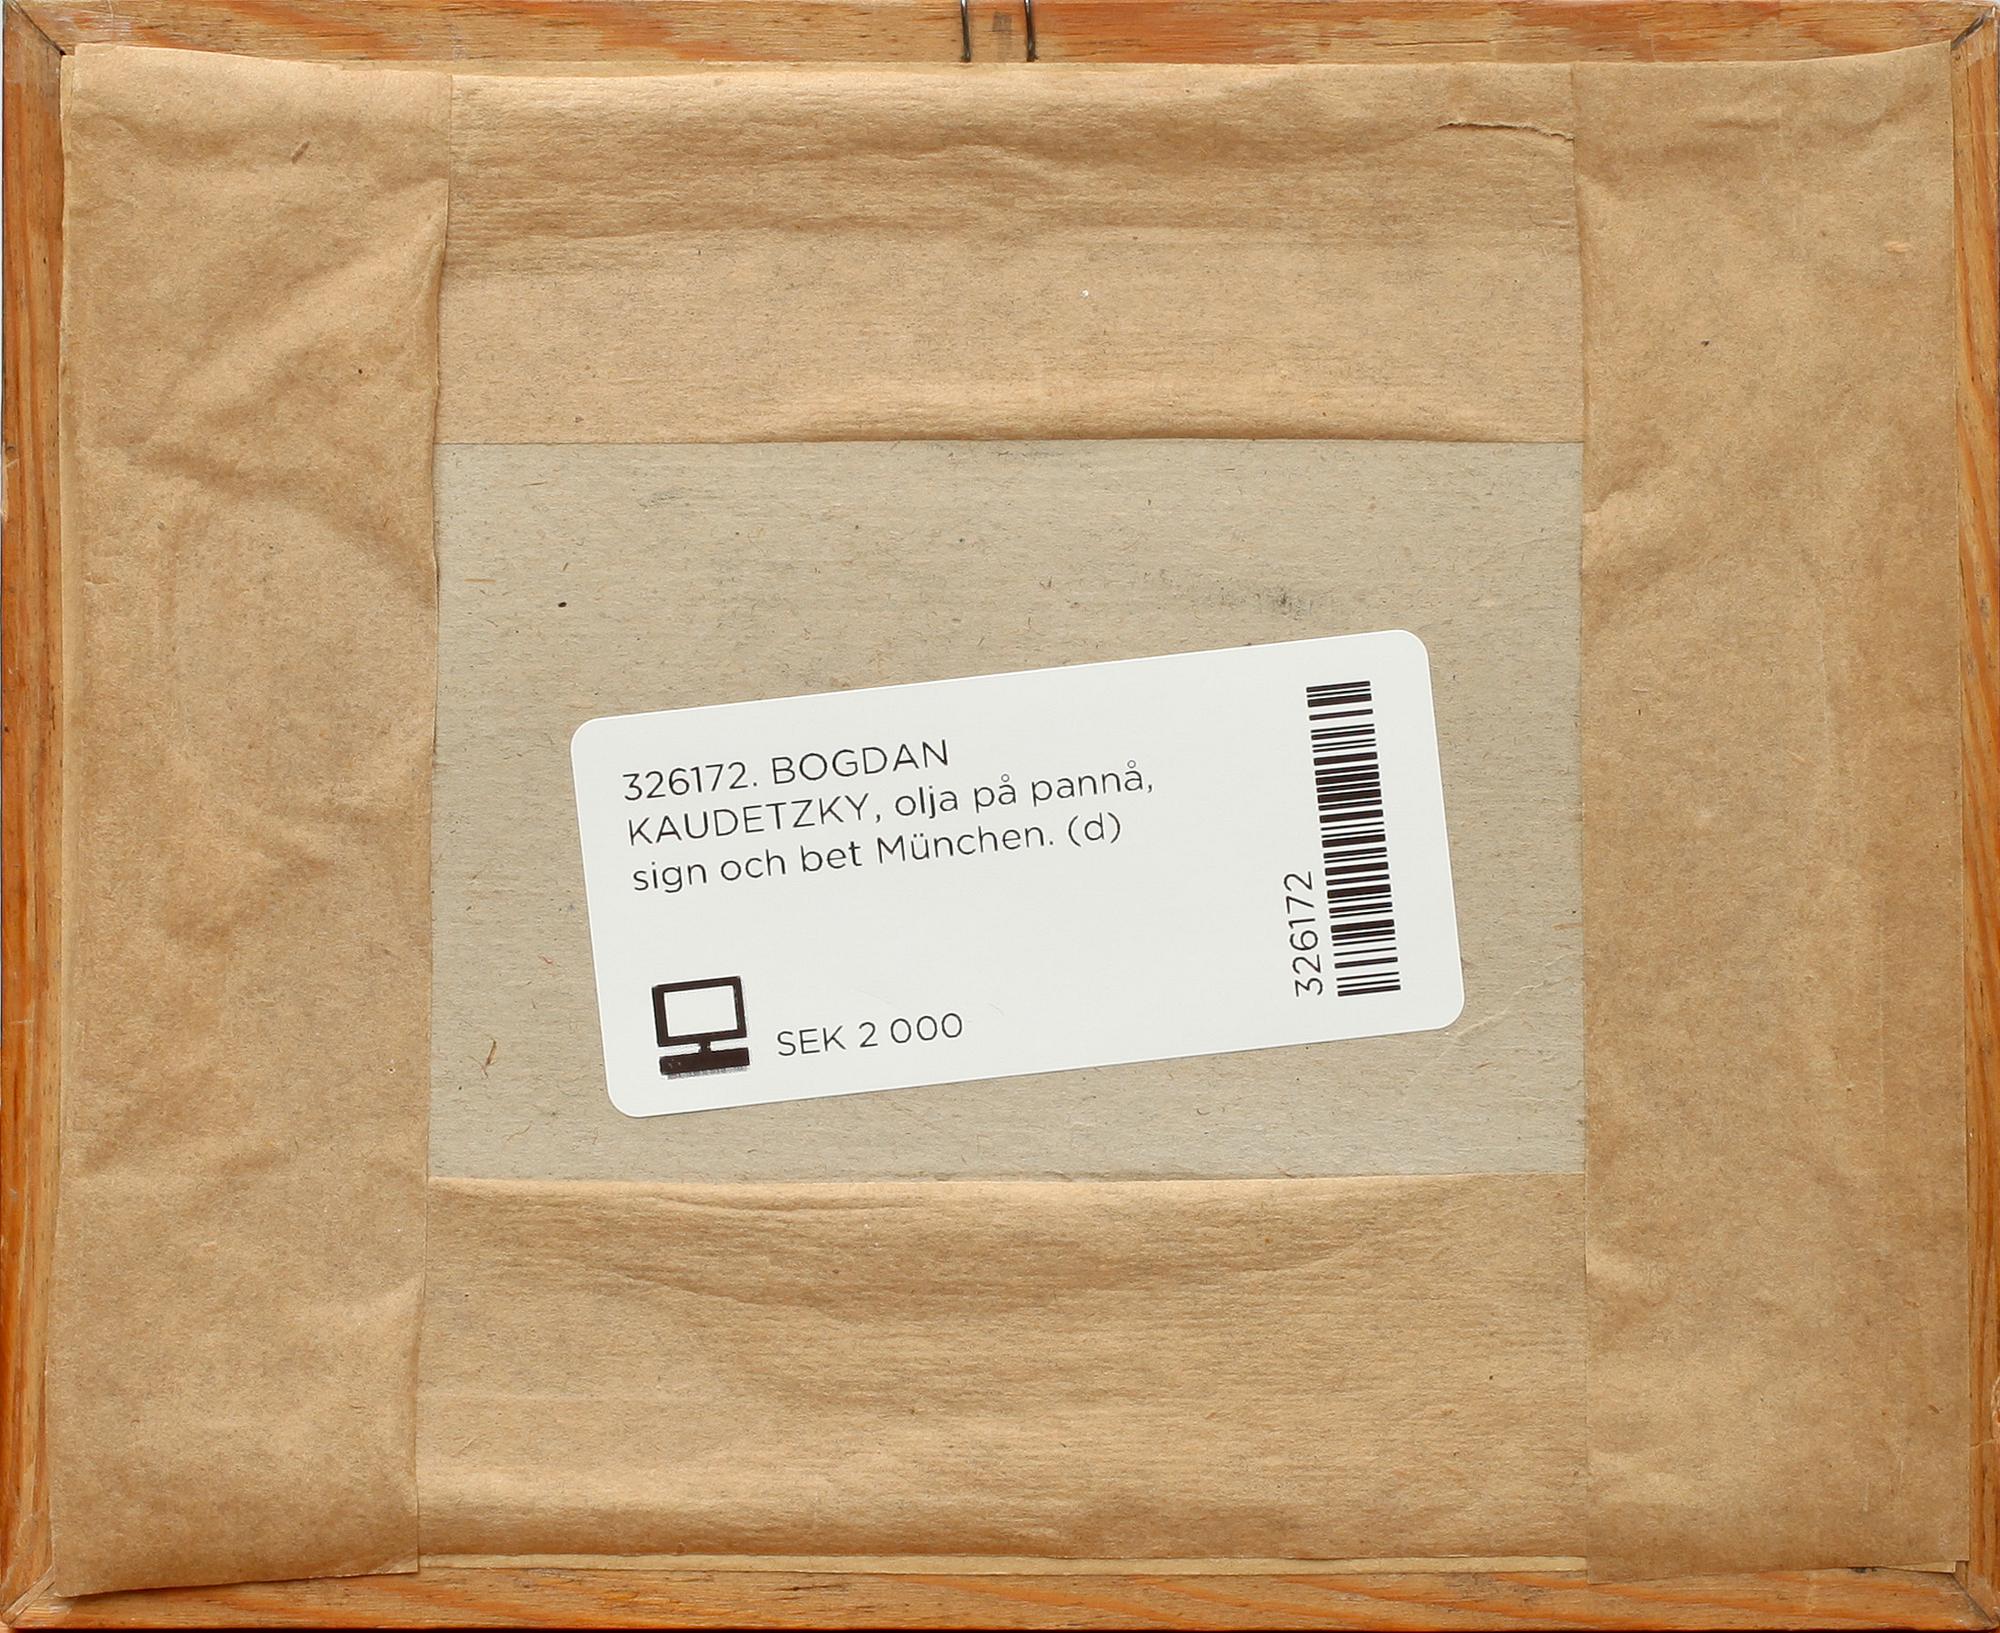 326172. BOGDAN
KAUDETZKY, olja på pannå,
sign och bet München. (d)
SEK 2 000
326172